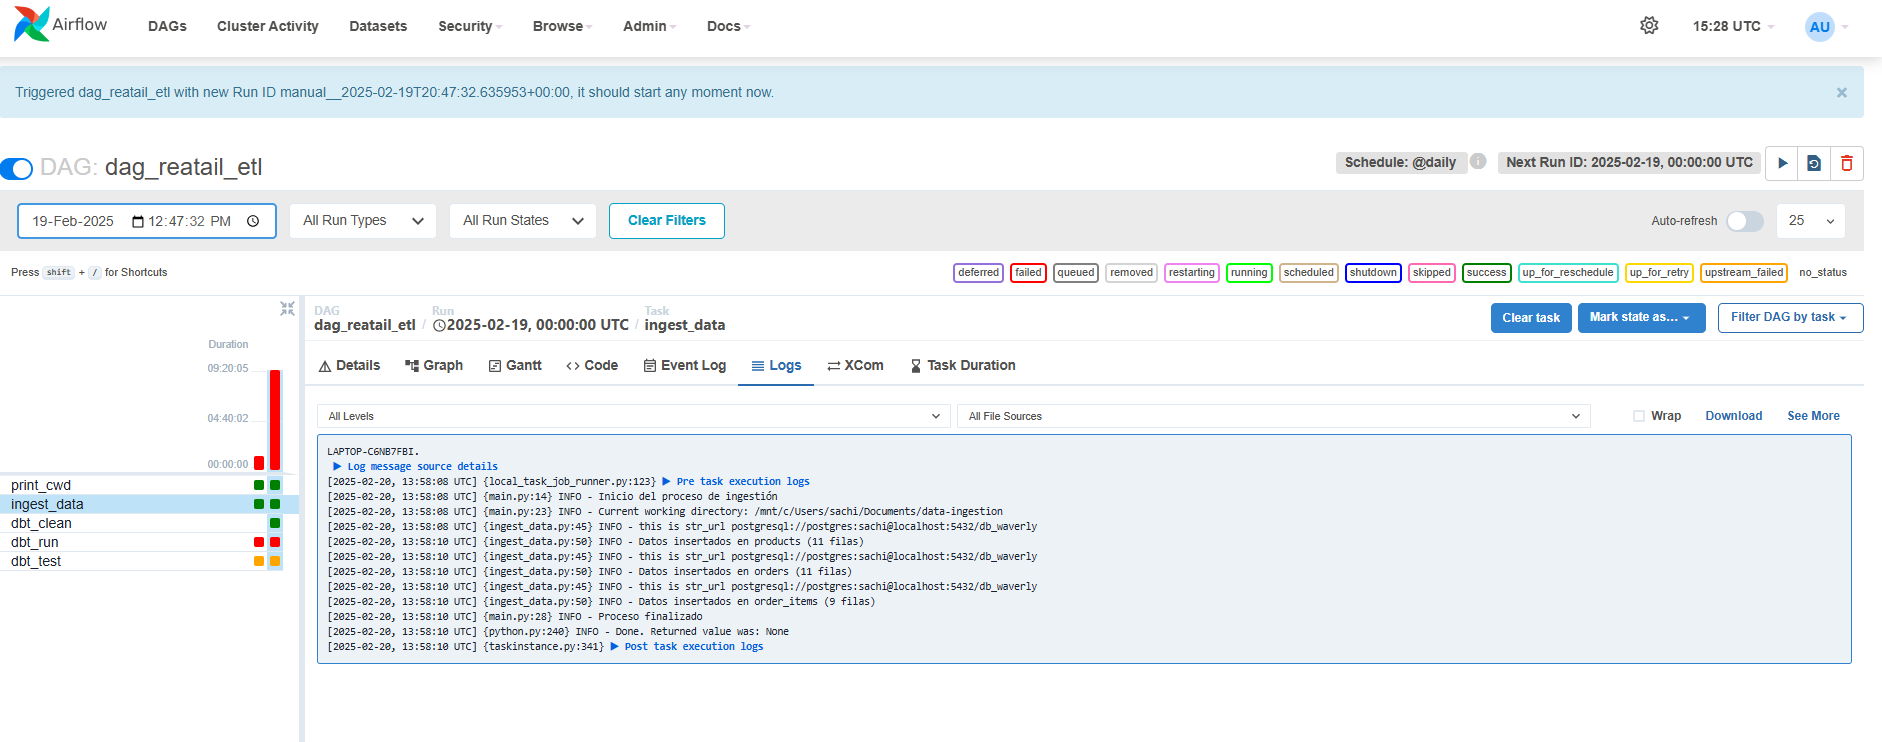 Airflow DAGs Cluster Activity Datasets Security Browse Admin Docs 15:28 UTC AU
Triggered dag_reatail_etl with new Run ID manual__2025-02-19T20:47:32.635953+00:00, it should start any moment now. ×
DAG: dag_reatail_etl Schedule: @daily i Next Run ID: 2025-02-19, 00:00:00 UTC
19-Feb-2025 12:47:32 PM All Run Types All Run States Clear Filters Auto-refresh 25
Press shift + / for Shortcuts deferred failed queued removed restarting running scheduled shutdown skipped success up_for_reschedule up_for_retry upstream_failed no_status
DAG Run Task
dag_reatail_etl / 2025-02-19, 00:00:00 UTC / ingest_data Clear task Mark state as... Filter DAG by task
Duration
09:20:05
04:40:02
00:00:00
print_cwd
ingest_data
dbt_clean
dbt_run
dbt_test
Details Graph Gantt Code Event Log Logs XCom Task Duration
All Levels All File Sources Wrap Download See More
LAPTOP-C6NB7FBI.
Log message source details
[2025-02-20, 13:58:08 UTC] {local_task_job_runner.py:123} ▶ Pre task execution logs
[2025-02-20, 13:58:08 UTC] {main.py:14} INFO - Inicio del proceso de ingestión
[2025-02-20, 13:58:08 UTC] {main.py:23} INFO - Current working directory: /mnt/c/Users/sachi/Documents/data-ingestion
[2025-02-20, 13:58:08 UTC] {ingest_data.py:45} INFO - this is str_url postgresql://postgres:sachi@localhost:5432/db_waverly
[2025-02-20, 13:58:10 UTC] {ingest_data.py:50} INFO - Datos insertados en products (11 filas)
[2025-02-20, 13:58:10 UTC] {ingest_data.py:45} INFO - this is str_url postgresql://postgres:sachi@localhost:5432/db_waverly
[2025-02-20, 13:58:10 UTC] {ingest_data.py:50} INFO - Datos insertados en orders (11 filas)
[2025-02-20, 13:58:10 UTC] {ingest_data.py:45} INFO - this is str_url postgresql://postgres:sachi@localhost:5432/db_waverly
[2025-02-20, 13:58:10 UTC] {ingest_data.py:50} INFO - Datos insertados en order_items (9 filas)
[2025-02-20, 13:58:10 UTC] {main.py:28} INFO - Proceso finalizado
[2025-02-20, 13:58:10 UTC] {python.py:240} INFO - Done. Returned value was: None
[2025-02-20, 13:58:10 UTC] {taskinstance.py:341} ▶ Post task execution logs